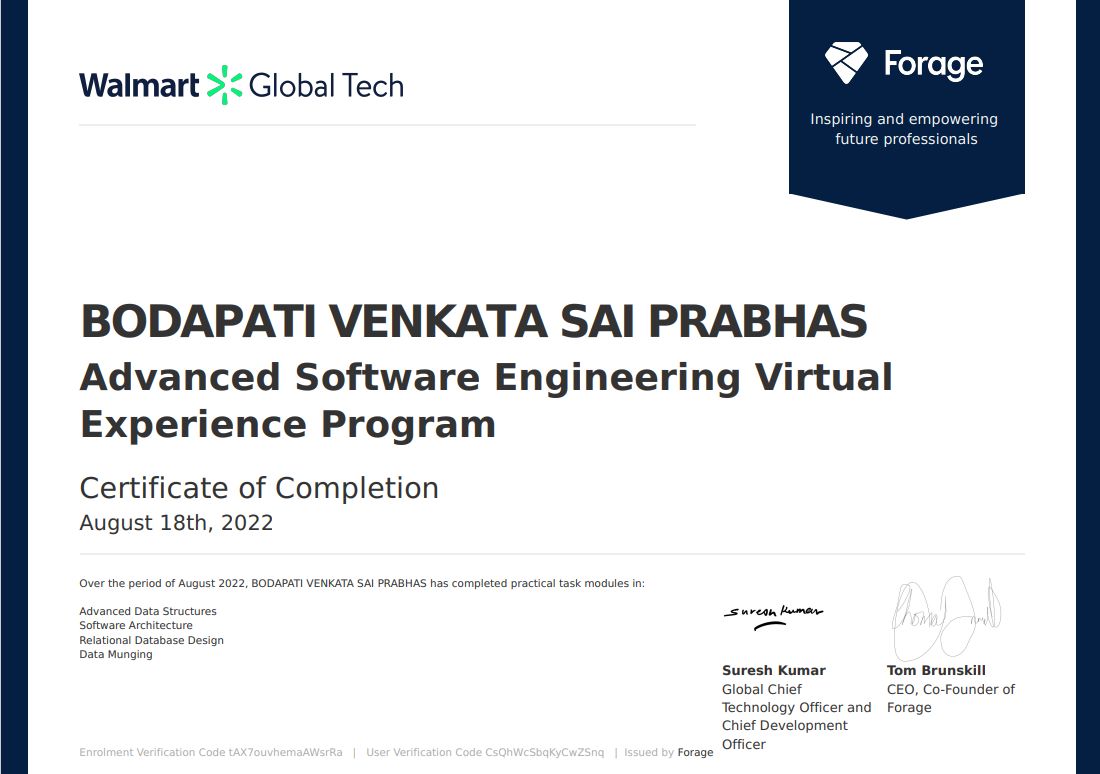 Walmart Global Tech
Forage
Inspiring and empowering
future professionals
BODAPATI VENKATA SAI PRABHAS
Advanced Software Engineering Virtual
Experience Program
Certificate of Completion
August 18th, 2022
Over the period of August 2022, BODAPATI VENKATA SAI PRABHAS has completed practical task modules in:
Advanced Data Structures
Software Architecture
Relational Database Design
Data Munging
Suresh Kumar
Suresh Kumar
Global Chief
Technology Officer and
Chief Development
Officer
Tom Brunskill
CEO, Co-Founder of
Forage
Enrolment Verification Code tAX7ouvhemaAWsrRa | User Verification Code CsQhWcSbqKyCwZSnq | Issued by Forage